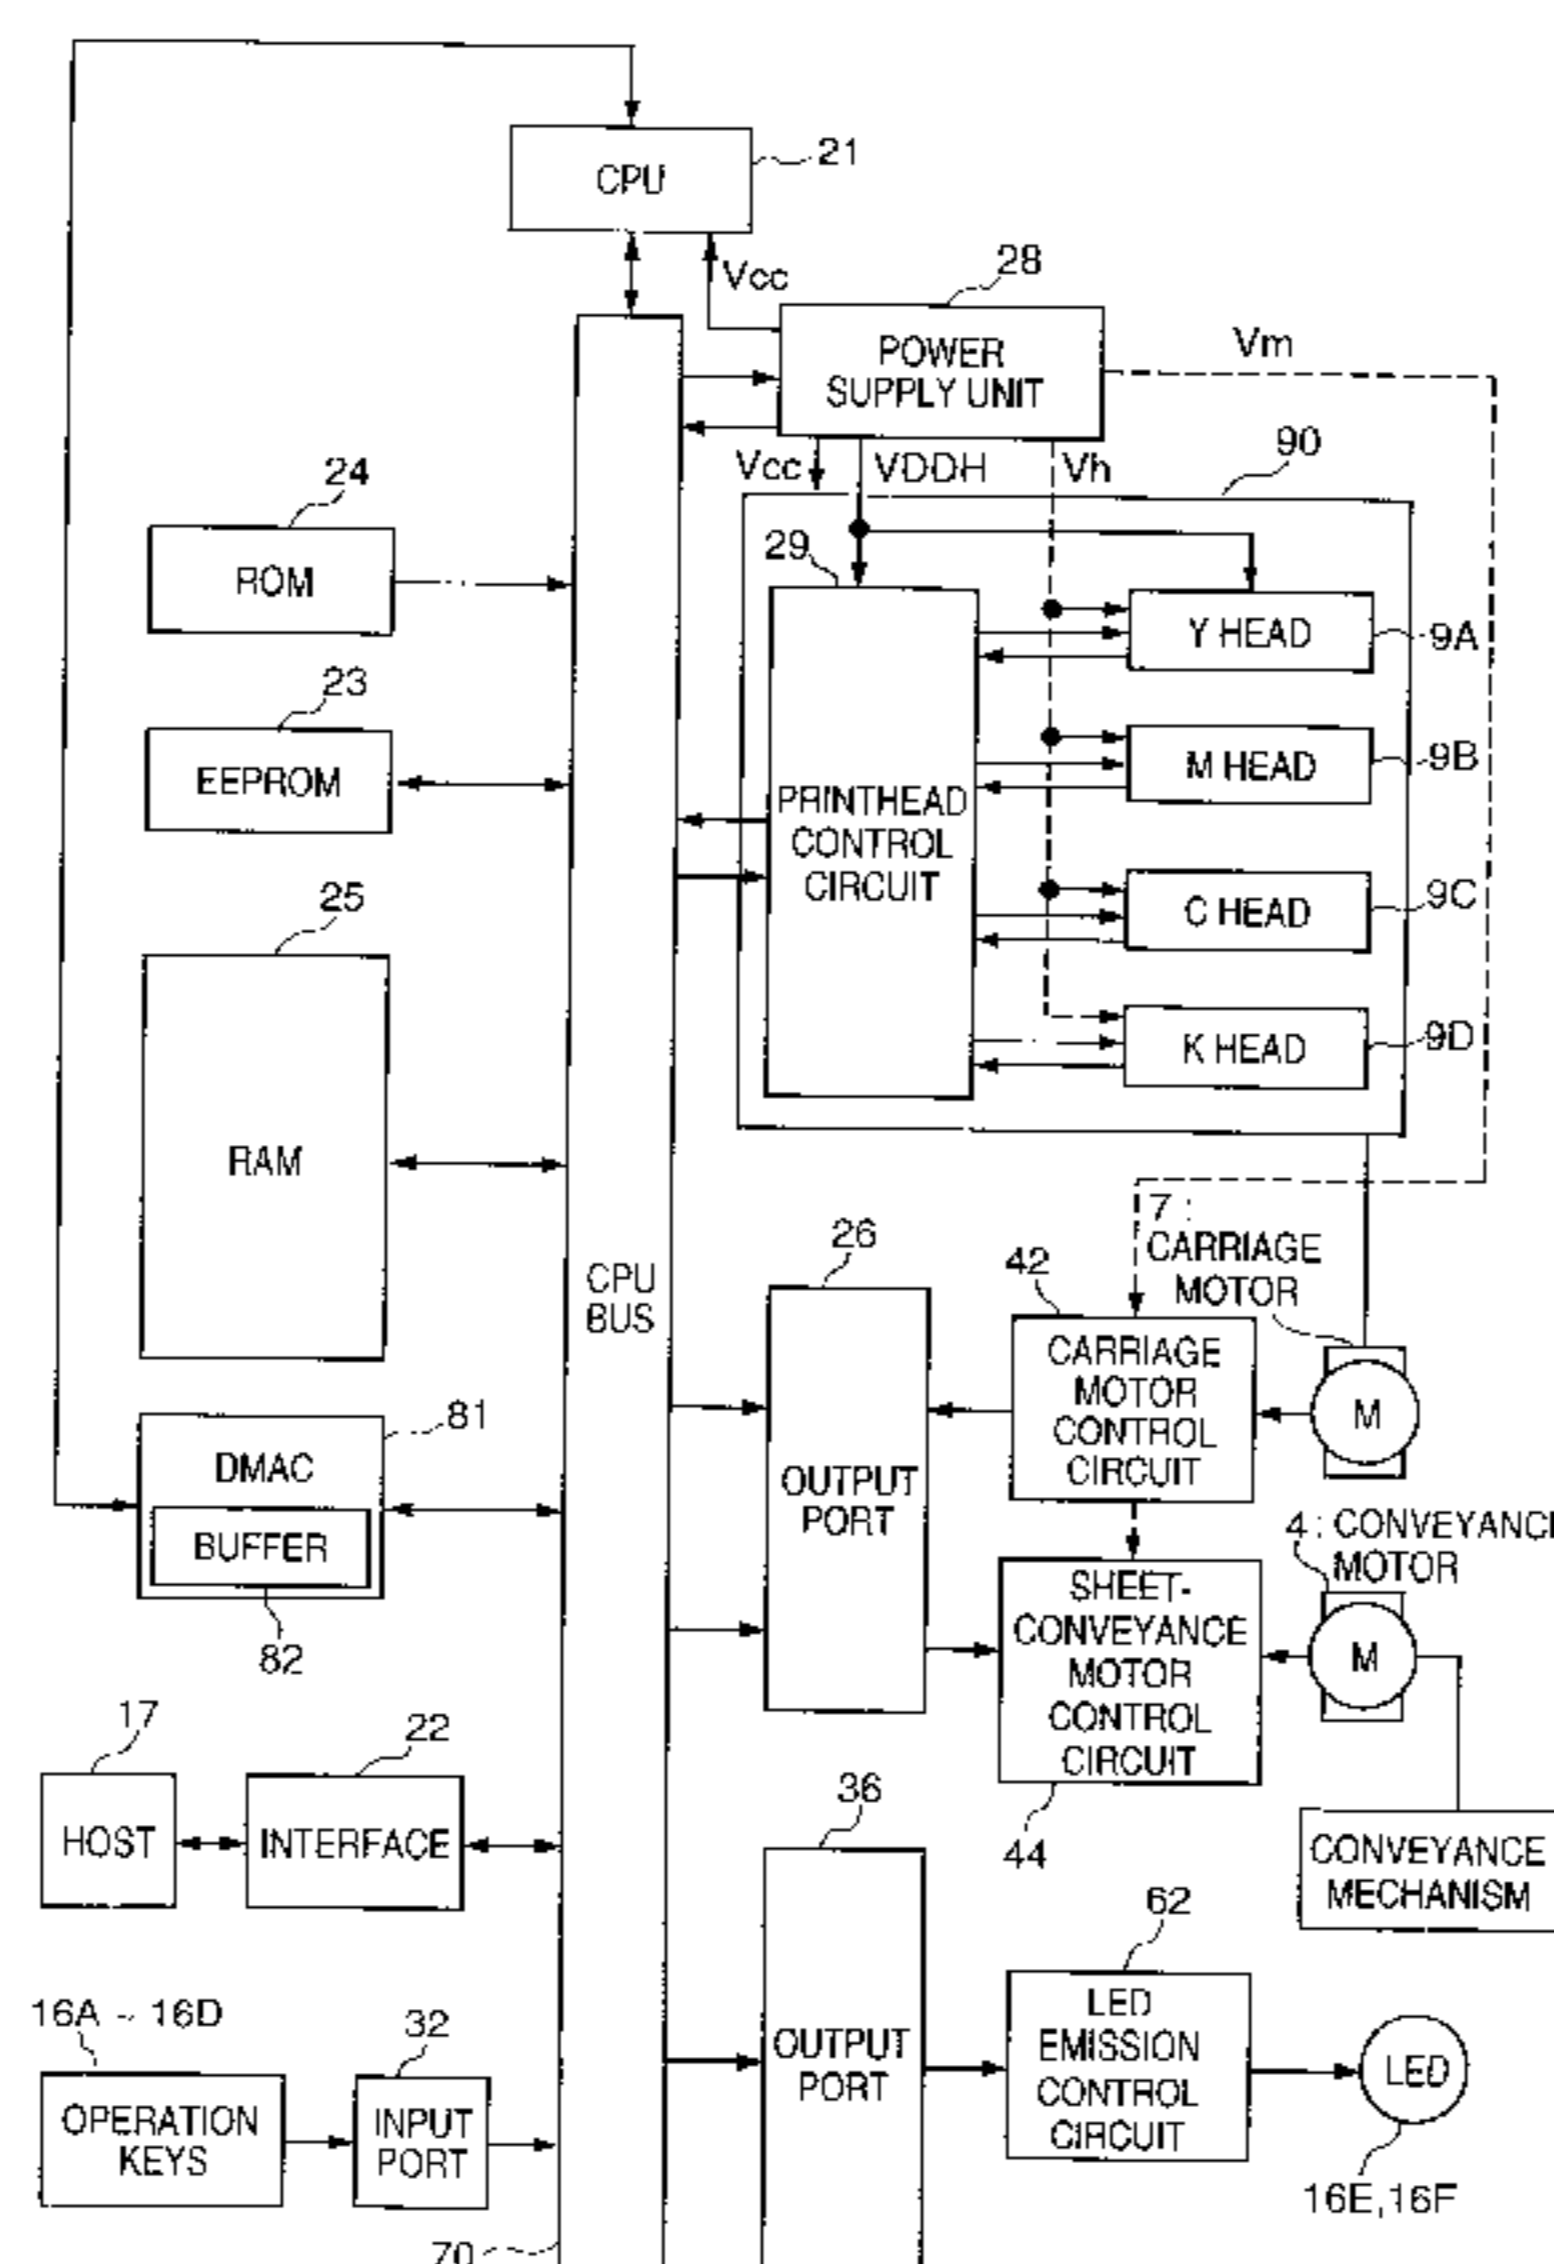 CPU
21
Vcc
28
POWER
SUPPLY UNIT
Vm
Vcc
VDDH
Vh
90
24
ROM
29
Y HEAD
9A
23
EEPROM
M HEAD
9B
PRINTHEAD
CONTROL
CIRCUIT
25
C HEAD
9C
K HEAD
9D
RAM
CPU
BUS
26
42
7 :
CARRIAGE
MOTOR
CARRIAGE
MOTOR
CONTROL
CIRCUIT
M
81
DMAC
BUFFER
82
OUTPUT
PORT
4 : CONVEYANCE
MOTOR
SHEET-
CONVEYANCE
MOTOR
CONTROL
CIRCUIT
M
44
17
HOST
22
INTERFACE
36
CONVEYANCE
MECHANISM
62
16A ~ 16D
32
OPERATION
KEYS
INPUT
PORT
OUTPUT
PORT
LED
EMISSION
CONTROL
CIRCUIT
LED
16E,16F
70